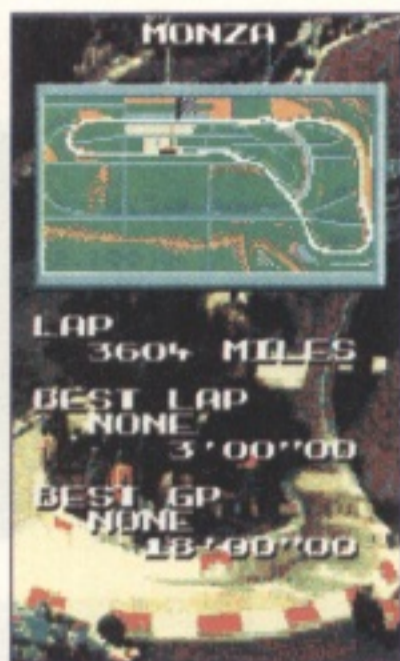 MONZA
LAP
3604 MILES
BEST LAP
NONE
3'00"00
BEST GP
NONE
18'00"00